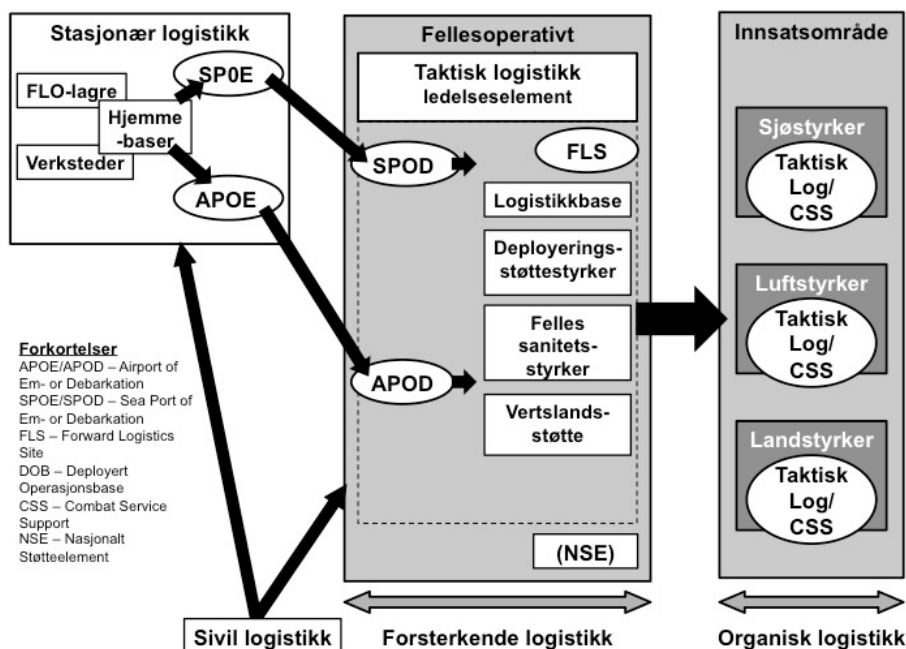 Stasjonær logistikk
SP0E
FLO-lagre
Hjemme
-baser
Verksteder
APOE
Forkortelser
APOE/APOD – Airport of
Em- or Debarkation
SPOE/SPOD – Sea Port of
Em- or Debarkation
FLS – Forward Logistics
Site
DOB – Deployert
Operasjonsbase
CSS – Combat Service
Support
NSE – Nasjonalt
Støtteelement
Sivil logistikk
Fellesoperativt
Taktisk logistikk
ledelseselement
SPOD
FLS
Logistikkbase
Deployerings-
støttestyrker
Felles
sanitets-
styrker
APOD
Vertslands-
støtte
(NSE)
Forsterkende logistikk
Innsatsområde
Sjøstyrker
Taktisk
Log/
CSS
Luftstyrker
Taktisk
Log/
CSS
Landstyrker
Taktisk
Log/
CSS
Organisk logistikk